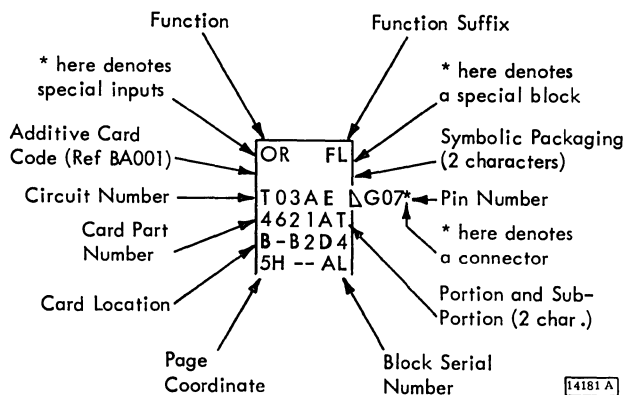 Function
Function Suffix
* here denotes
special inputs
* here denotes
a special block
Additive Card
Code (Ref BA001)
Symbolic Packaging
(2 characters)
OR FL
Circuit Number
T03AE G07*
Pin Number
Card Part
Number
4621AT
* here denotes
a connector
B-B2D4
Card Location
5H -- AL
Portion and Sub-
Portion (2 char.)
Page
Coordinate
Block Serial
Number
14181 A